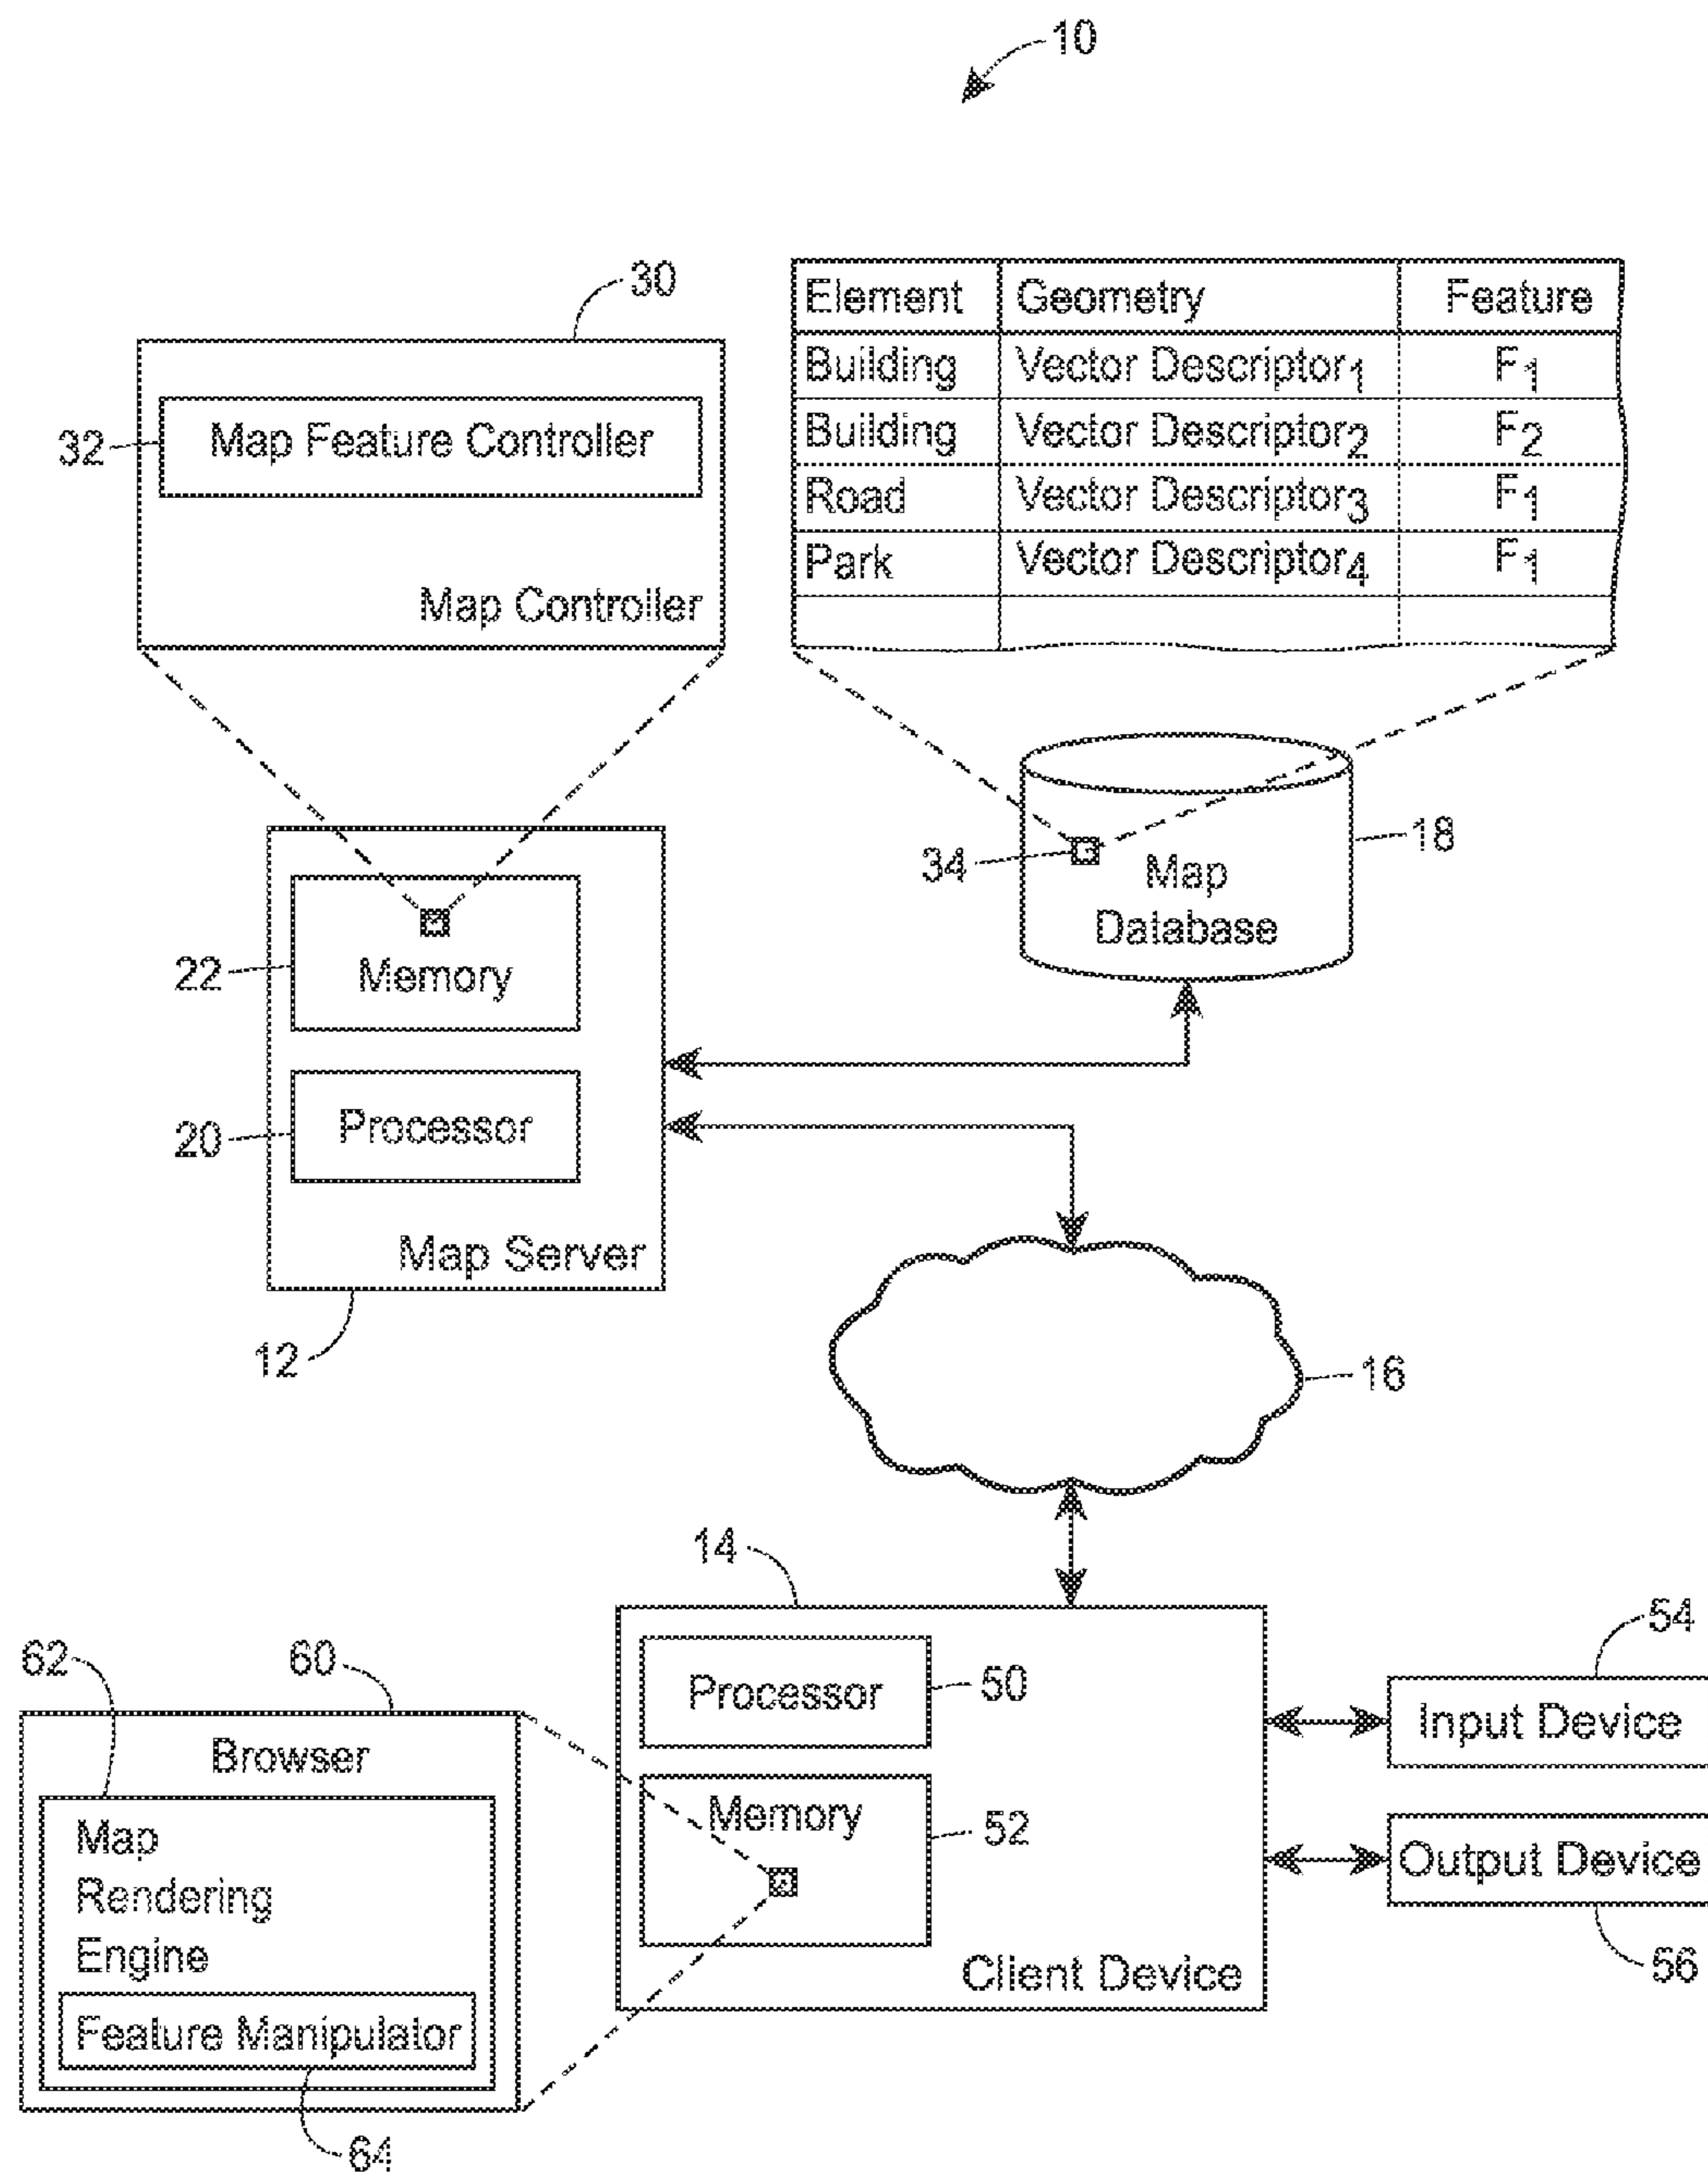 10
30
32
Map Feature Controller
Map Controller
Element Geometry Feature
Building Vector Descriptor1 F1
Building Vector Descriptor2 F2
Road Vector Descriptor3 F1
Park Vector Descriptor4 F1
18
34
Map
Database
22
Memory
20
Processor
Map Server
12
16
14
Processor
50
Memory
52
Client Device
54
Input Device
Output Device
56
62
60
Browser
Map
Rendering
Engine
Feature Manipulator
64